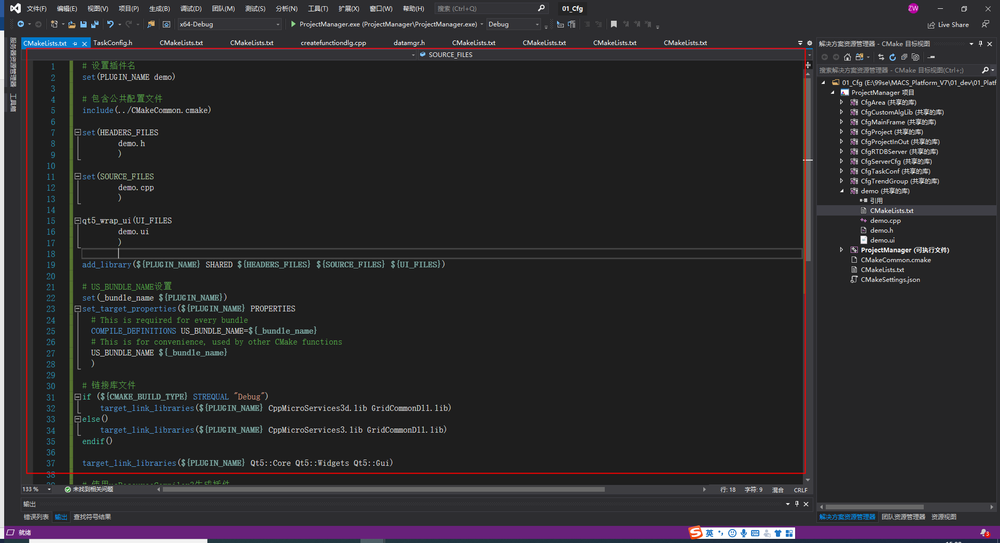 文件(F) 编辑(E) 视图(V) 项目(P) 生成(B) 调试(D) 团队(M) 测试(S) 分析(N) 工具(T) 扩展(X) 窗口(W) 帮助(H) 搜索 (Ctrl+Q) 01_Cfg ZW
x64-Debug ProjectManager.exe (ProjectManager\ProjectManager.exe) Debug Live Share
服务器资源管理器
工具箱
CMakeLists.txt TaskConfig.h CMakeLists.txt CMakeLists.txt createfunctiondlg.cpp datamgr.h CMakeLists.txt CMakeLists.txt CMakeLists.txt CMakeLists.txt
SOURCE_FILES
1 # 设置插件名
2 set(PLUGIN_NAME demo)
3
4 # 包含公共配置文件
5 include(../CMakeCommon.cmake)
6
7 set(HEADERS_FILES
8 demo.h
9 )
10
11 set(SOURCE_FILES
12 demo.cpp
13 )
14
15 qt5_wrap_ui(UI_FILES
16 demo.ui
17 )
18
19 add_library(${PLUGIN_NAME} SHARED ${HEADERS_FILES} ${SOURCE_FILES} ${UI_FILES})
20
21 # US_BUNDLE_NAME设置
22 set(_bundle_name ${PLUGIN_NAME})
23 set_target_properties(${PLUGIN_NAME} PROPERTIES
24 # This is required for every bundle
25 COMPILE_DEFINITIONS US_BUNDLE_NAME=${_bundle_name}
26 # This is for convenience, used by other CMake functions
27 US_BUNDLE_NAME ${_bundle_name}
28 )
29
30 # 链接库文件
31 if (${CMAKE_BUILD_TYPE} STREQUAL "Debug")
32 target_link_libraries(${PLUGIN_NAME} CppMicroServices3d.lib GridCommonDll.lib)
33 else()
34 target_link_libraries(${PLUGIN_NAME} CppMicroServices3.lib GridCommonDll.lib)
35 endif()
36
37 target_link_libraries(${PLUGIN_NAME} Qt5::Core Qt5::Widgets Qt5::Gui)
38
133 % 未找到相关问题 行: 18 字符: 9 混合 CRLF
输出
错误列表 输出 查找符号结果
解决方案资源管理器 - CMake 目标视图
搜索解决方案资源管理器 - CMake 目标视图(Ctrl+;)
01_Cfg (E:\99se\MACS_Platform_V7\01_dev\01_Platf
ProjectManager 项目
CfgArea (共享的库)
CfgCustomAlgLib (共享的库)
CfgMainFrame (共享的库)
CfgProject (共享的库)
CfgProjectInOut (共享的库)
CfgRTDBServer (共享的库)
CfgServerCfg (共享的库)
CfgTaskConf (共享的库)
CfgTrendGroup (共享的库)
demo (共享的库)
引用
CMakeLists.txt
demo.cpp
demo.h
demo.ui
ProjectManager (可执行文件)
CMakeCommon.cmake
CMakeLists.txt
CMakeSettings.json
解决方案资源管理器 团队资源管理器 资源视图
就绪
英
3